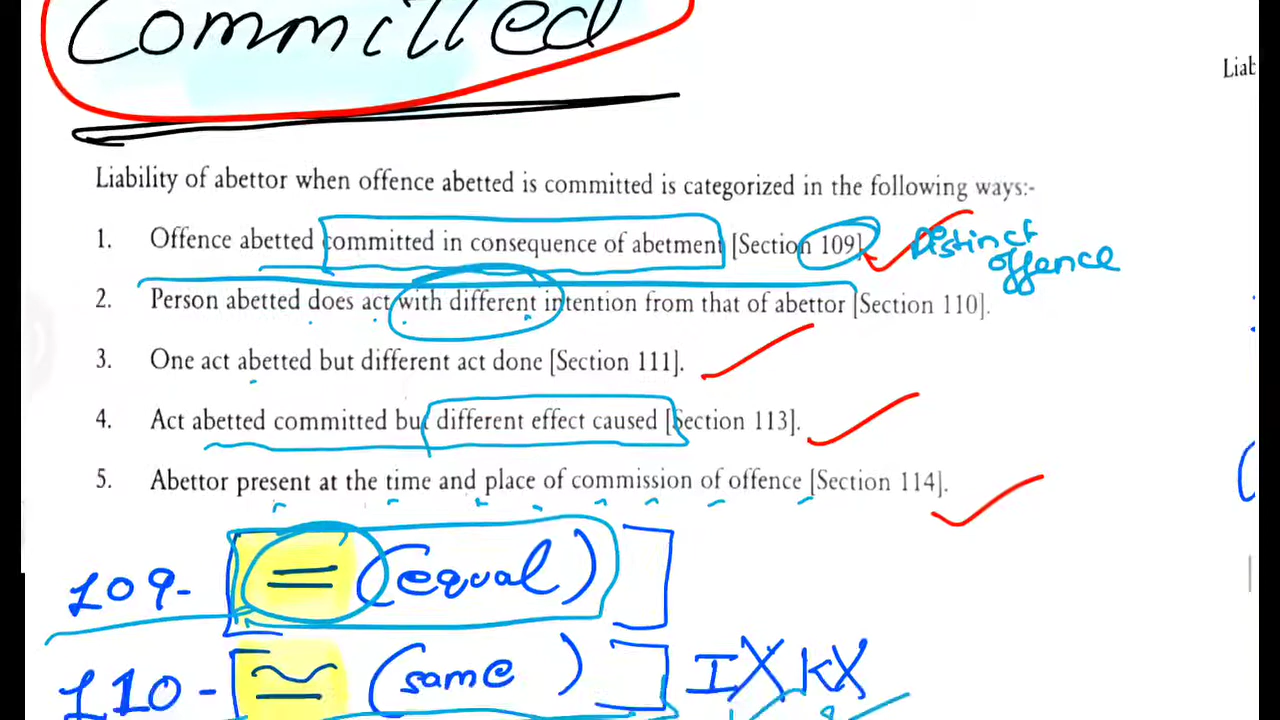 Committed
Liab
Liability of abettor when offence abetted is committed is categorized in the following ways:-
1. Offence abetted committed in consequence of abetment [Section 109].
Distinct
offence
2. Person abetted does act with different intention from that of abettor [Section 110].
3. One act abetted but different act done [Section 111].
4. Act abetted committed but different effect caused [Section 113].
5. Abettor present at the time and place of commission of offence [Section 114].
109- [= (equal)]
110- [≃ (same)] IX KX